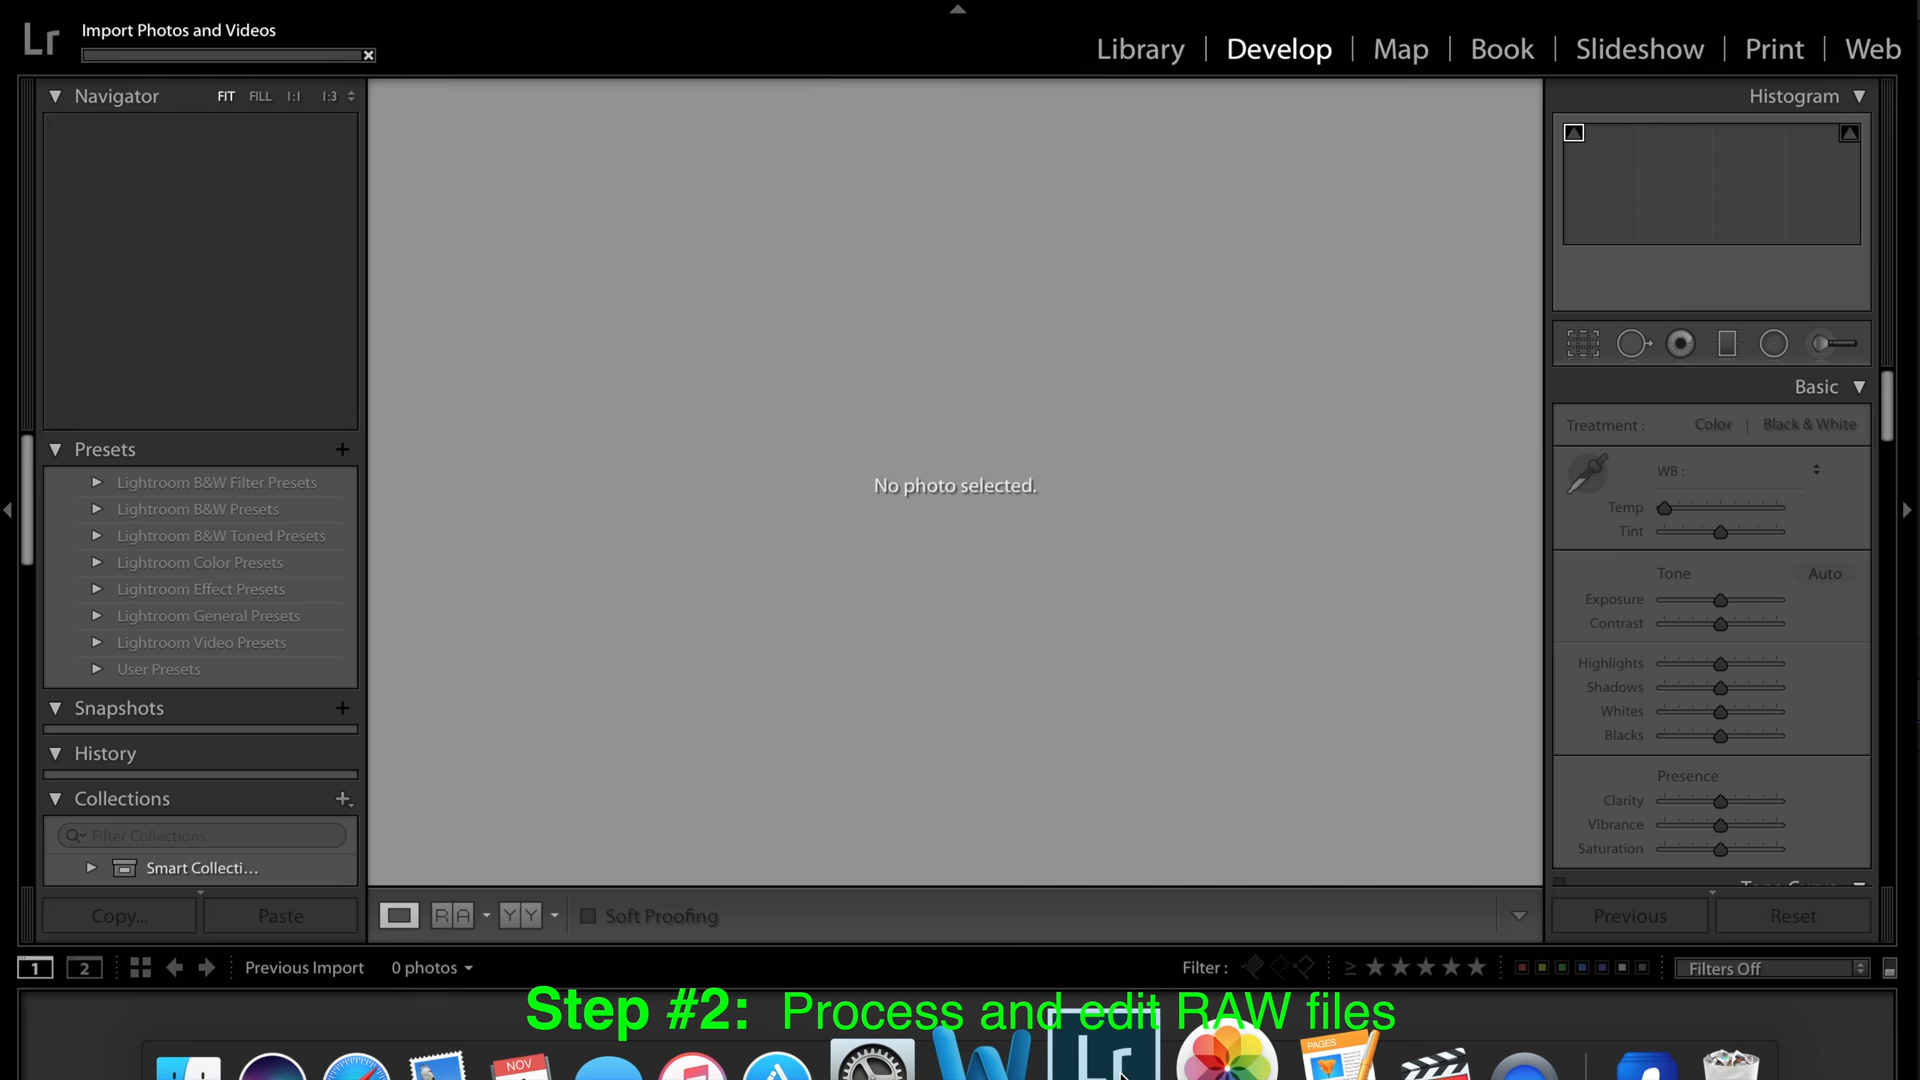 Lr Import Photos and Videos
Library | Develop | Map | Book | Slideshow | Print | Web
Navigator FIT FILL 1:1 1:3
Histogram
Basic
Treatment : Color | Black & White
WB :
Temp
Tint
Tone Auto
Exposure
Contrast
Highlights
Shadows
Whites
Blacks
Presence
Clarity
Vibrance
Saturation
Tone Curve
Previous Reset
No photo selected.
Presets
Lightroom B&W Filter Presets
Lightroom B&W Presets
Lightroom B&W Toned Presets
Lightroom Color Presets
Lightroom Effect Presets
Lightroom General Presets
Lightroom Video Presets
User Presets
Snapshots
History
Collections
Filter Collections
Smart Collecti...
Copy... Paste
RA YY Soft Proofing
1 2 Previous Import 0 photos Filter : ≥ Filters Off
Step #2: Process and edit RAW files
NOV
Lr
PAGES